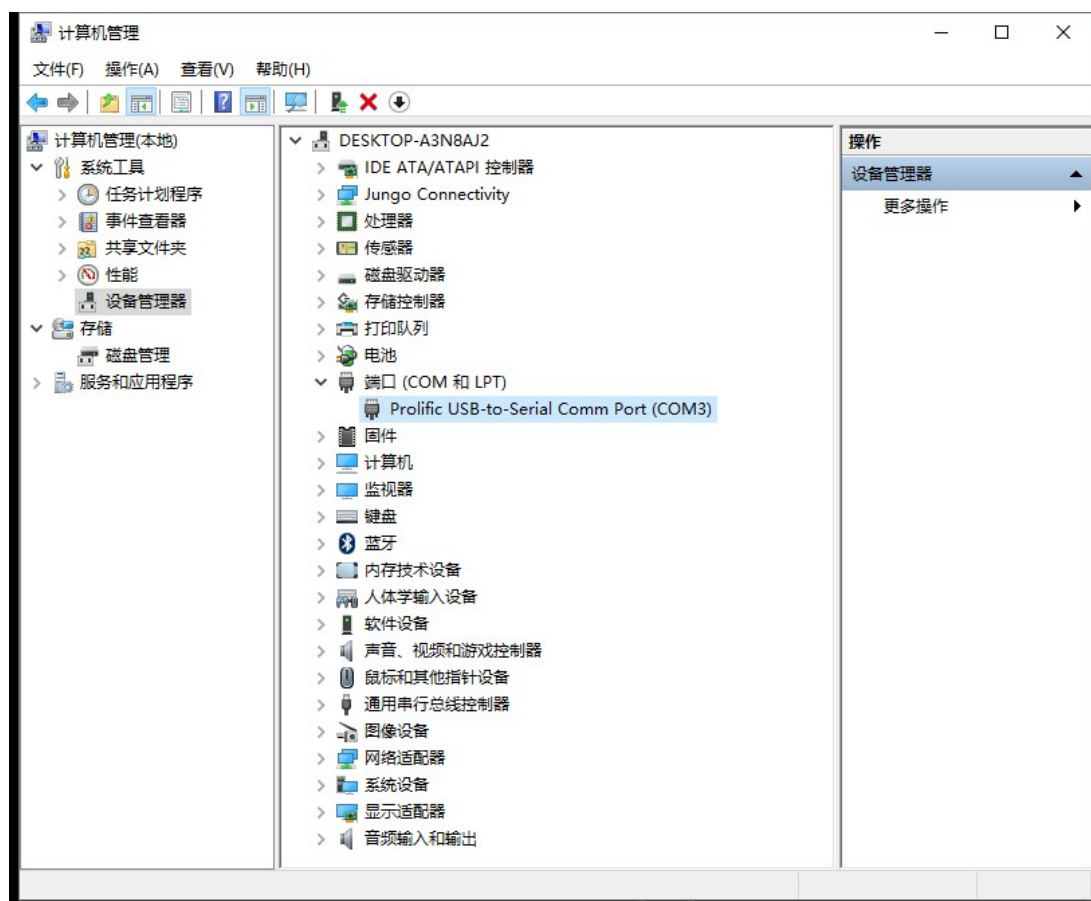 计算机管理
文件(F) 操作(A) 查看(V) 帮助(H)
计算机管理(本地)
系统工具
任务计划程序
事件查看器
共享文件夹
性能
设备管理器
存储
磁盘管理
服务和应用程序
DESKTOP-A3N8AJ2
IDE ATA/ATAPI 控制器
Jungo Connectivity
处理器
传感器
磁盘驱动器
存储控制器
打印队列
电池
端口 (COM 和 LPT)
Prolific USB-to-Serial Comm Port (COM3)
固件
计算机
监视器
键盘
蓝牙
内存技术设备
人体学输入设备
软件设备
声音、视频和游戏控制器
鼠标和其他指针设备
通用串行总线控制器
图像设备
网络适配器
系统设备
显示适配器
音频输入和输出
操作
设备管理器
更多操作